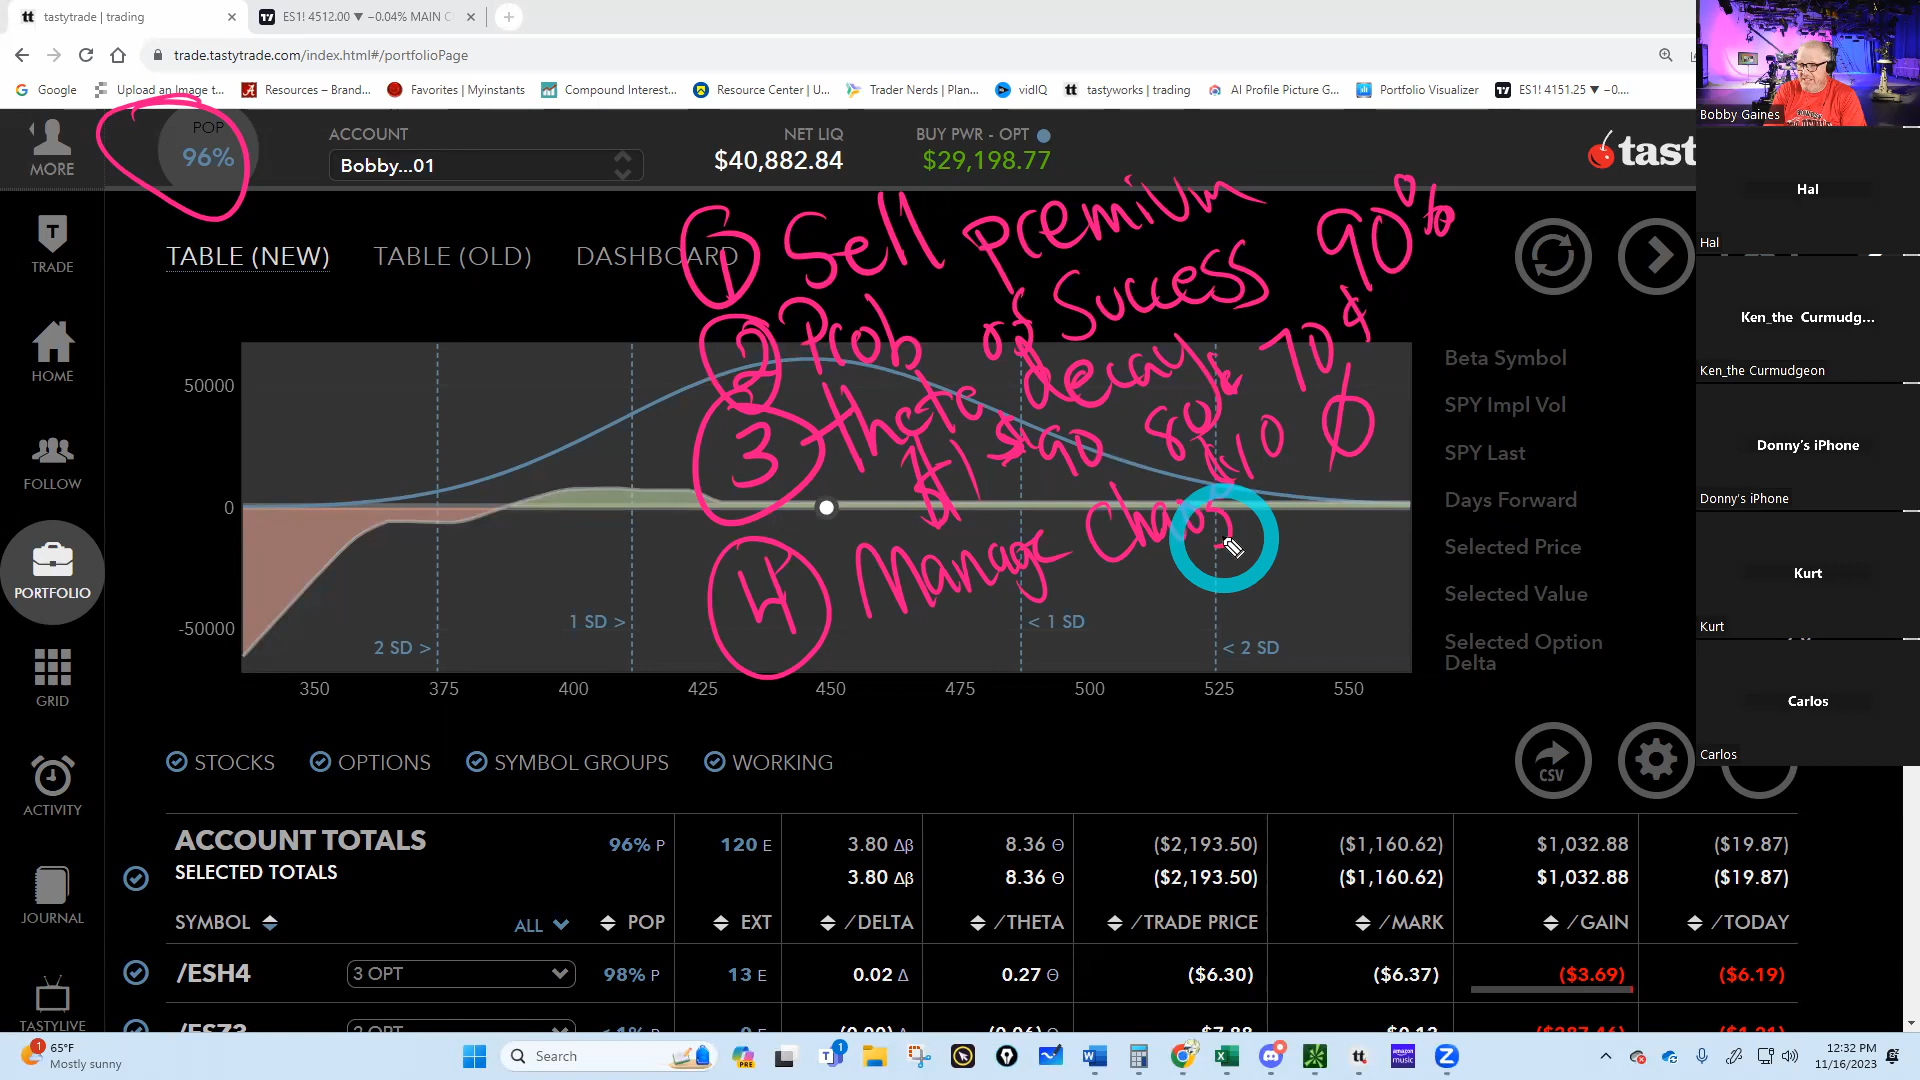 tastytrade | trading
ES1! 4512.00 ▼ −0.04% MAIN C
trade.tastytrade.com/index.html#/portfolioPage
Google
Upload an Image t...
Resources – Brand...
Favorites | Myinstants
Compound Interest...
Resource Center | U...
Trader Nerds | Plan...
vidIQ
tastyworks | trading
AI Profile Picture G...
Portfolio Visualizer
ES1! 4151.25 ▼ –0....
Bobby Gaines
MORE
POP
96%
ACCOUNT
Bobby...01
NET LIQ
$40,882.84
BUY PWR - OPT
$29,198.77
tast
TABLE (NEW)
TABLE (OLD)
DASHBOARD
① Sell premium
② Prob of Success 90%
③ theta decay
$1 $.90 80¢ 70¢
10 0
④ Manage Chaos
TRADE
HOME
FOLLOW
PORTFOLIO
GRID
ACTIVITY
JOURNAL
TASTYLIVE
50000
0
-50000
2 SD >
1 SD >
< 1 SD
< 2 SD
350 375 400 425 450 475 500 525 550
Beta Symbol
SPY Impl Vol
SPY Last
Days Forward
Selected Price
Selected Value
Selected Option
Delta
Hal
Hal
Ken_the Curmudg...
Ken_the Curmudgeon
Donny's iPhone
Donny's iPhone
Kurt
Kurt
Carlos
Carlos
STOCKS OPTIONS SYMBOL GROUPS WORKING
CSV
ACCOUNT TOTALS 96% P 120 E 3.80 Δβ 8.36 Θ ($2,193.50) ($1,160.62) $1,032.88 ($19.87)
SELECTED TOTALS 3.80 Δβ 8.36 Θ ($2,193.50) ($1,160.62) $1,032.88 ($19.87)
SYMBOL ALL POP EXT /DELTA /THETA /TRADE PRICE /MARK /GAIN /TODAY
/ESH4 3 OPT 98% P 13 E 0.02 Δ 0.27 Θ ($6.30) ($6.37) ($3.69) ($6.19)
65°F
Mostly sunny
Search
12:32 PM
11/16/2023